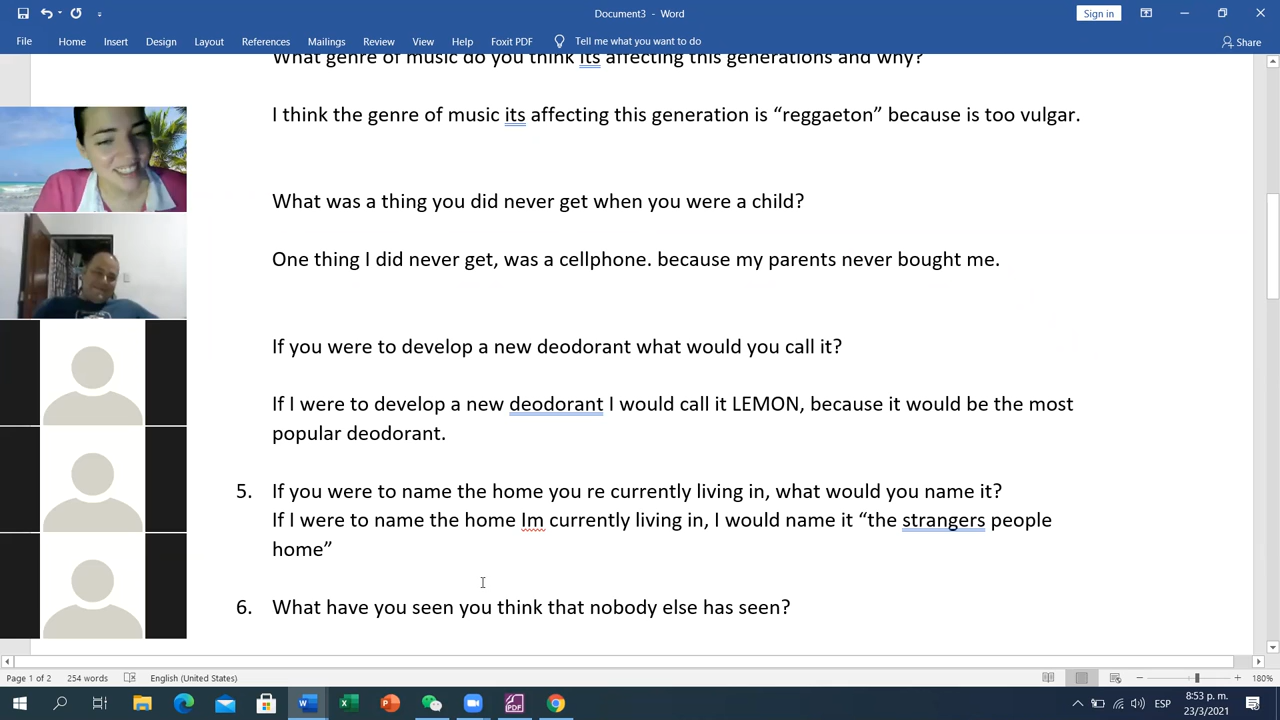 Document3 - Word
Sign in
File Home Insert Design Layout References Mailings Review View Help Foxit PDF Tell me what you want to do Share
What genre of music do you think its affecting this generations and why?
I think the genre of music its affecting this generation is “reggaeton” because is too vulgar.
What was a thing you did never get when you were a child?
One thing I did never get, was a cellphone. because my parents never bought me.
If you were to develop a new deodorant what would you call it?
If I were to develop a new deodorant I would call it LEMON, because it would be the most
popular deodorant.
5. If you were to name the home you re currently living in, what would you name it?
If I were to name the home Im currently living in, I would name it “the strangers people
home”
6. What have you seen you think that nobody else has seen?
Page 1 of 2 254 words English (United States) 180%
ESP 8:53 p. m.
23/3/2021